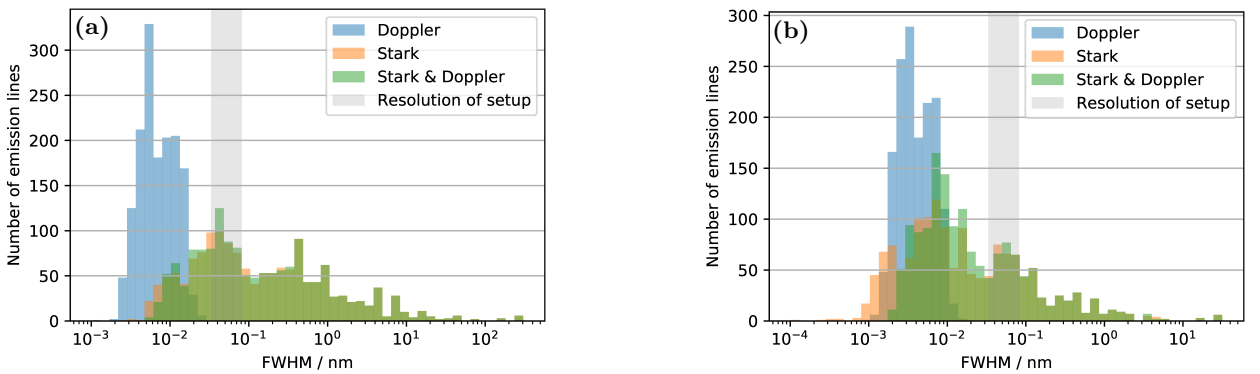 (a)
Doppler
Stark
Stark & Doppler
Resolution of setup
Number of emission lines
0
50
100
150
200
250
300
10⁻³
10⁻²
10⁻¹
10⁰
10¹
10²
FWHM / nm
(b)
Doppler
Stark
Stark & Doppler
Resolution of setup
Number of emission lines
0
50
100
150
200
250
300
10⁻⁴
10⁻³
10⁻²
10⁻¹
10⁰
10¹
FWHM / nm